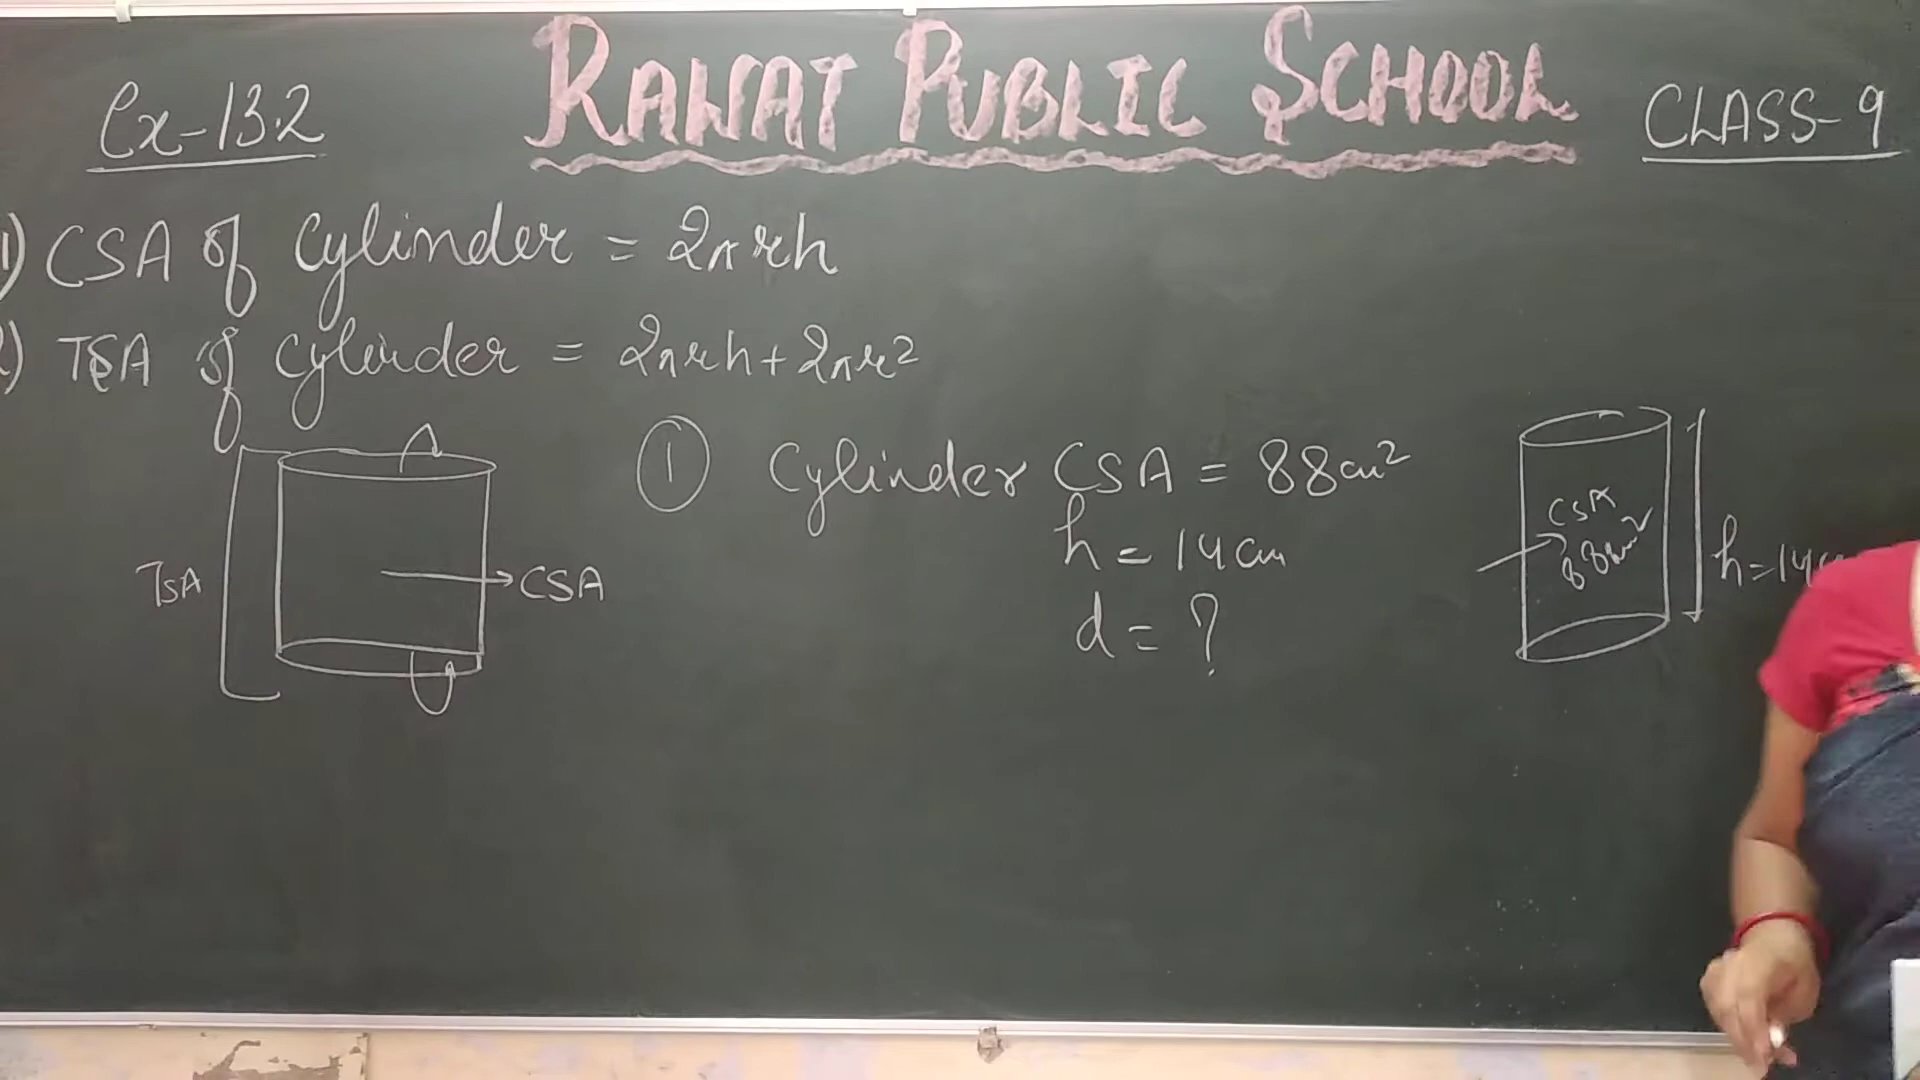 RAWAT PUBLIC SCHOOL
Ex-13.2
CLASS-9
1) CSA of Cylinder = 2πrh
2) TSA of Cylinder = 2πrh+2πr²
TSA
CSA
① Cylinder CSA = 88cm²
h = 14cm
d = ?
CSA
88cm²
h=14c